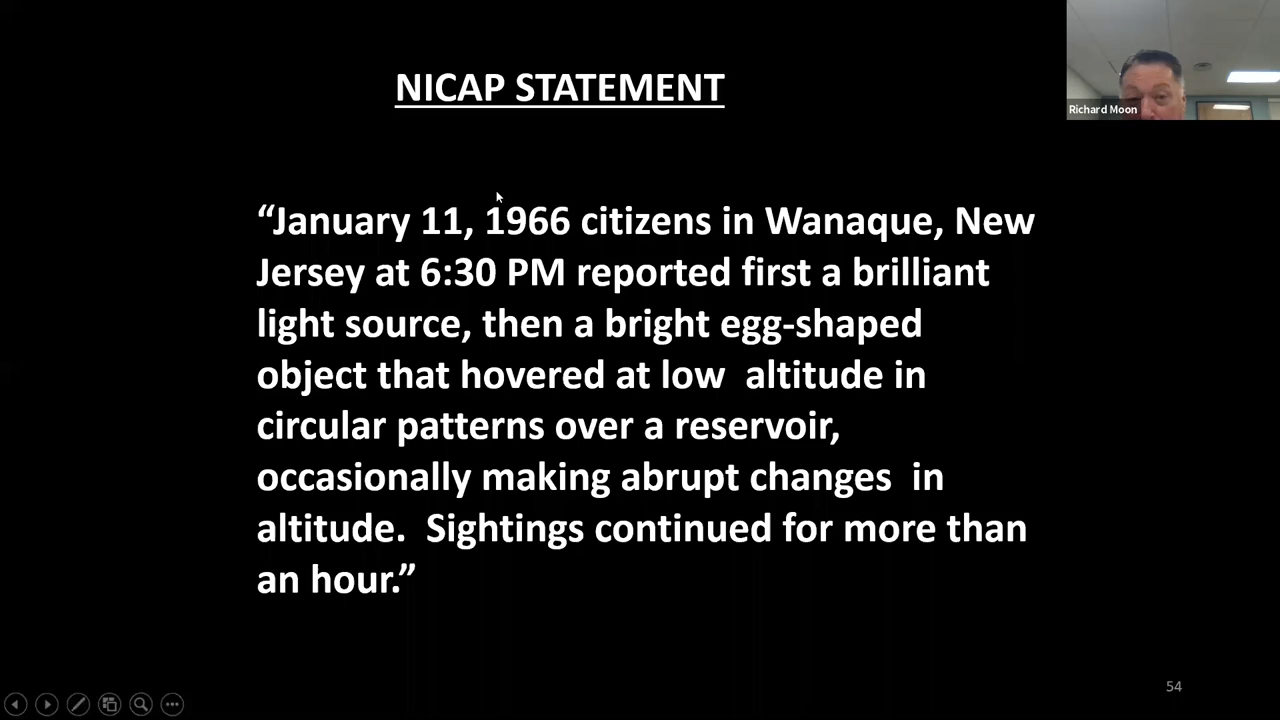 NICAP STATEMENT
Richard Moon
“January 11, 1966 citizens in Wanaque, New
Jersey at 6:30 PM reported first a brilliant
light source, then a bright egg-shaped
object that hovered at low  altitude in
circular patterns over a reservoir,
occasionally making abrupt changes  in
altitude.  Sightings continued for more than
an hour.”
54